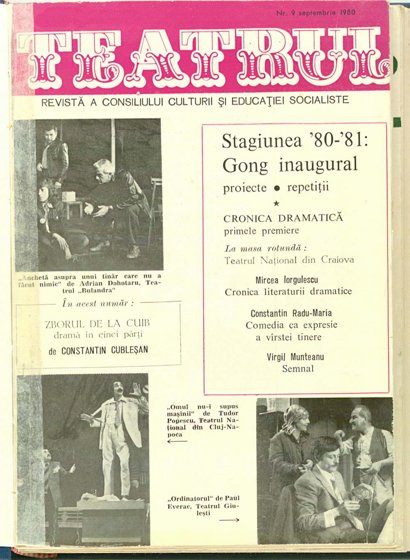 Nr. 9 septembrie 1980
TEATRUL
REVISTĂ A CONSILIULUI CULTURII ȘI EDUCAȚIEI SOCIALISTE
Stagiunea '80-'81:
Gong inaugural
proiecte ● repetiții
★
CRONICA DRAMATICĂ
primele premiere
La masa rotundă :
Teatrul Național din Craiova
Mircea Iorgulescu
Cronica literaturii dramatice
Constantin Radu-Maria
Comedia ca expresie
a vîrstei tinere
Virgil Munteanu
Semnal
„Anchetă asupra unui tînăr care nu a
făcut nimic" de Adrian Dohotaru, Tea-
trul „Bulandra"
În acest număr :
ZBORUL DE LA CUIB
dramă în cinci părți
de CONSTANTIN CUBLEȘAN
„Omul nu-i supus
mașinii" de Tudor
Popescu, Teatrul Na-
țional din Cluj-Na-
poca
„Ordinatorul" de Paul
Everac, Teatrul Giu-
lești